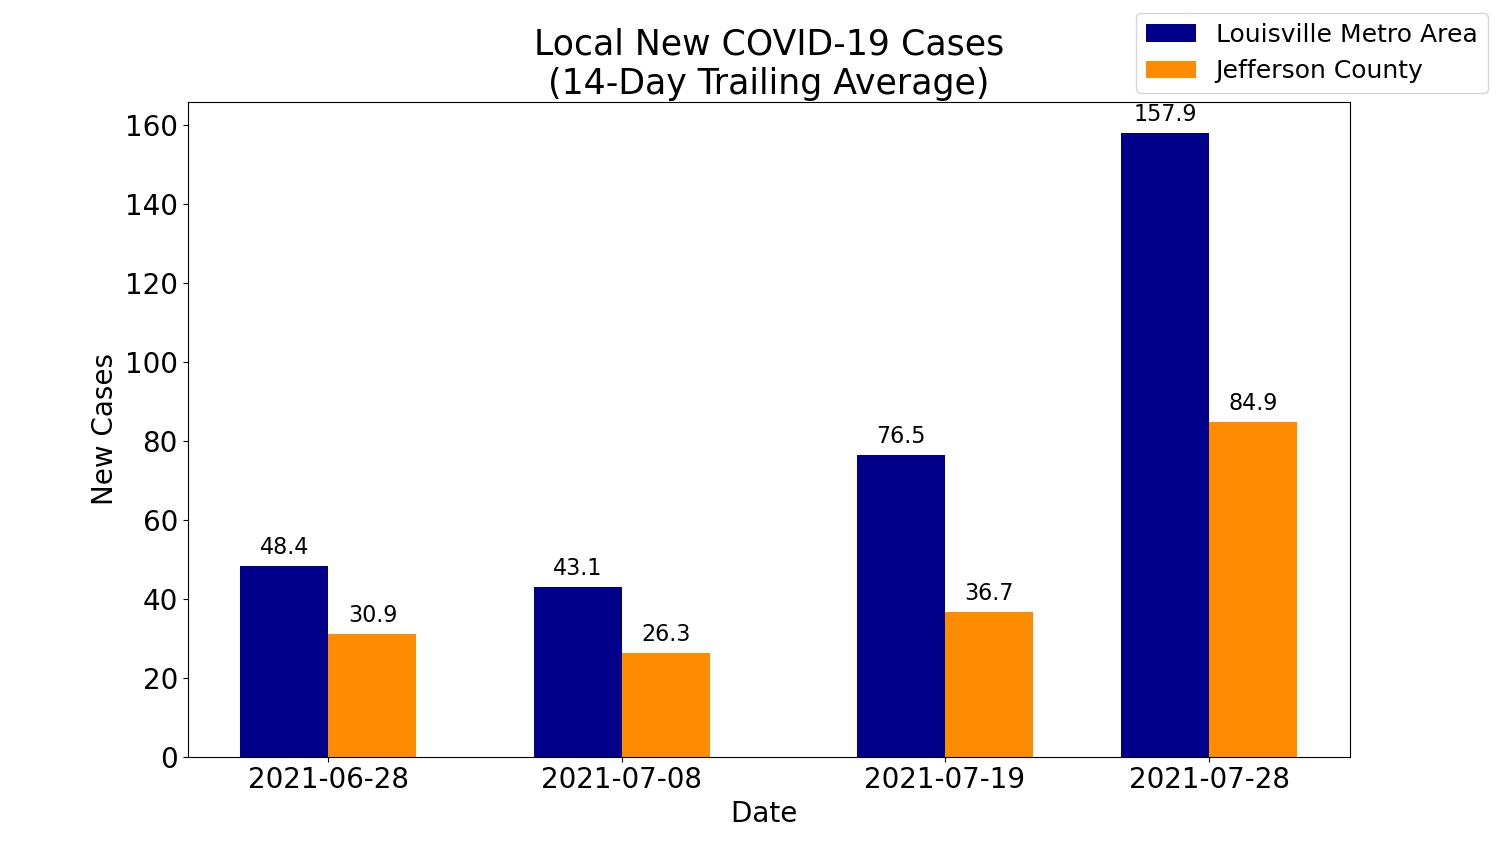 Local New COVID-19 Cases
(14-Day Trailing Average)
Louisville Metro Area
Jefferson County
New Cases
160
140
120
100
80
60
40
20
0
48.4
30.9
43.1
26.3
76.5
36.7
157.9
84.9
2021-06-28 2021-07-08 2021-07-19 2021-07-28
Date